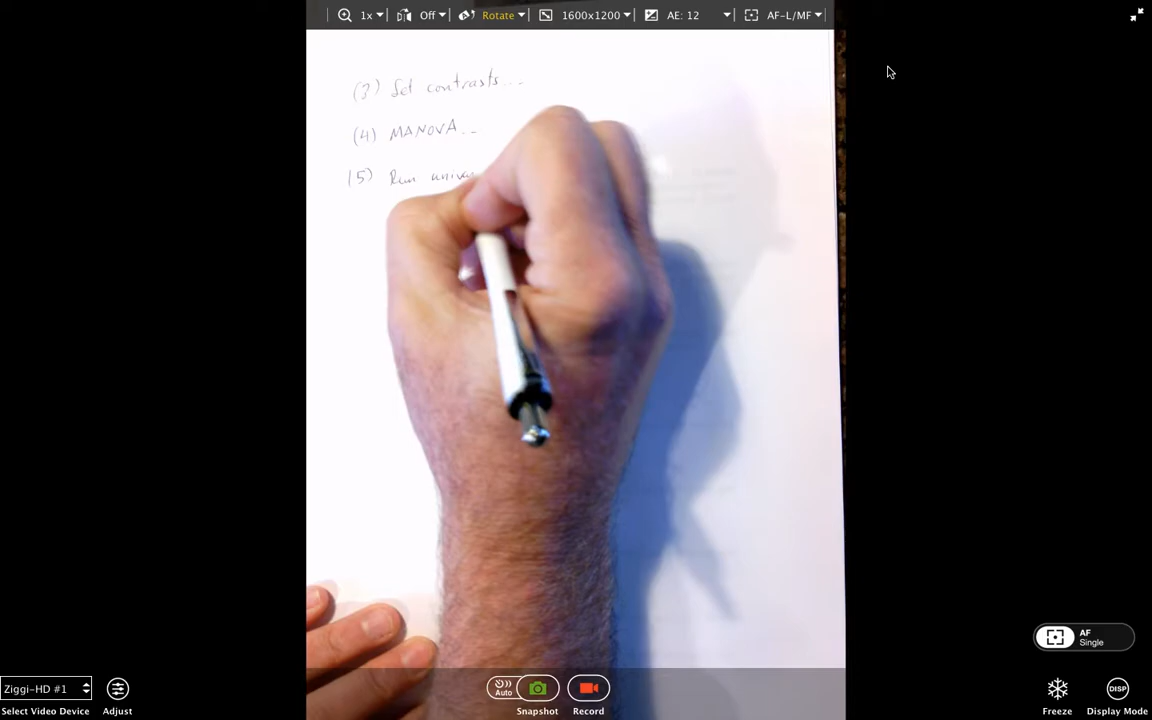 1x Off Rotate 1600x1200 AE: 12 AF-L/MF
(3) Set contrasts...
(4) MANOVA...
(5) Run univa
AF
Single
Ziggi-HD #1 Auto DISP
Select Video Device Adjust Snapshot Record Freeze Display Mode